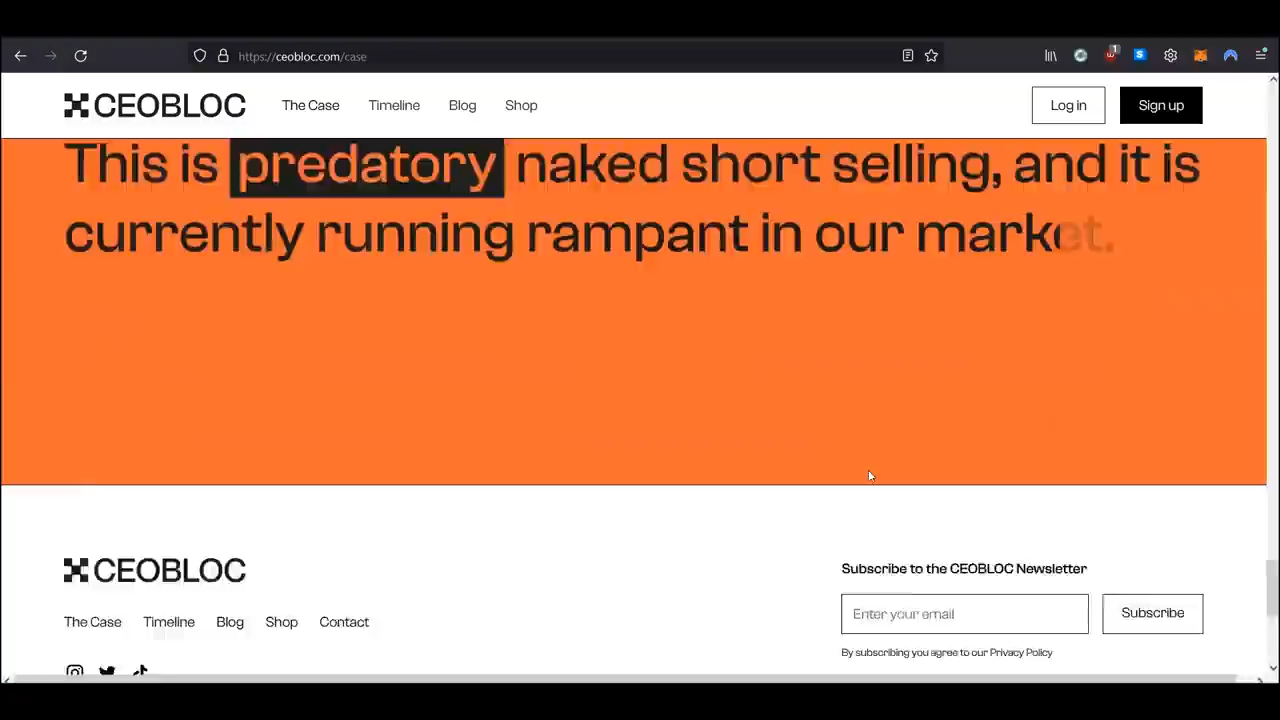 https://ceobloc.com/case
1
S
CEOBLOC
The Case
Timeline
Blog
Shop
Log in
Sign up
This is predatory naked short selling, and it is
currently running rampant in our market.
CEOBLOC
Subscribe to the CEOBLOC Newsletter
Enter your email
Subscribe
By subscribing you agree to our Privacy Policy
The Case
Timeline
Blog
Shop
Contact